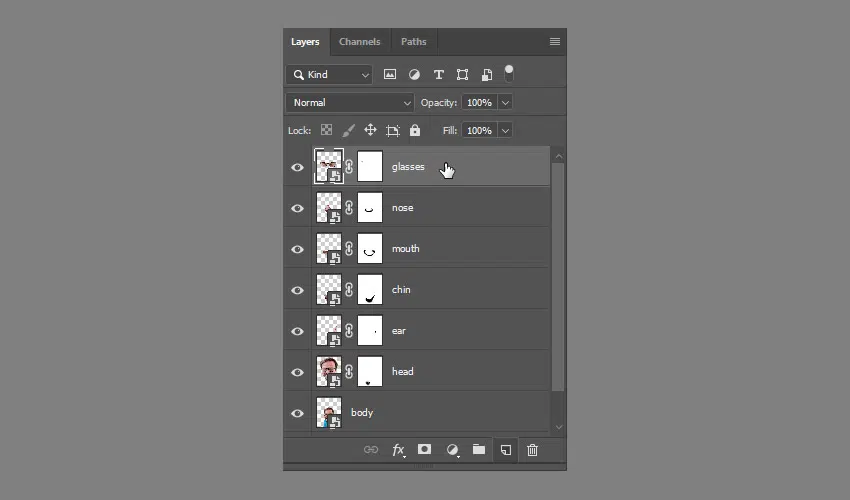 Layers Channels Paths
Kind
Normal Opacity: 100%
Lock: Fill: 100%
glasses
nose
mouth
chin
ear
head
body
fx